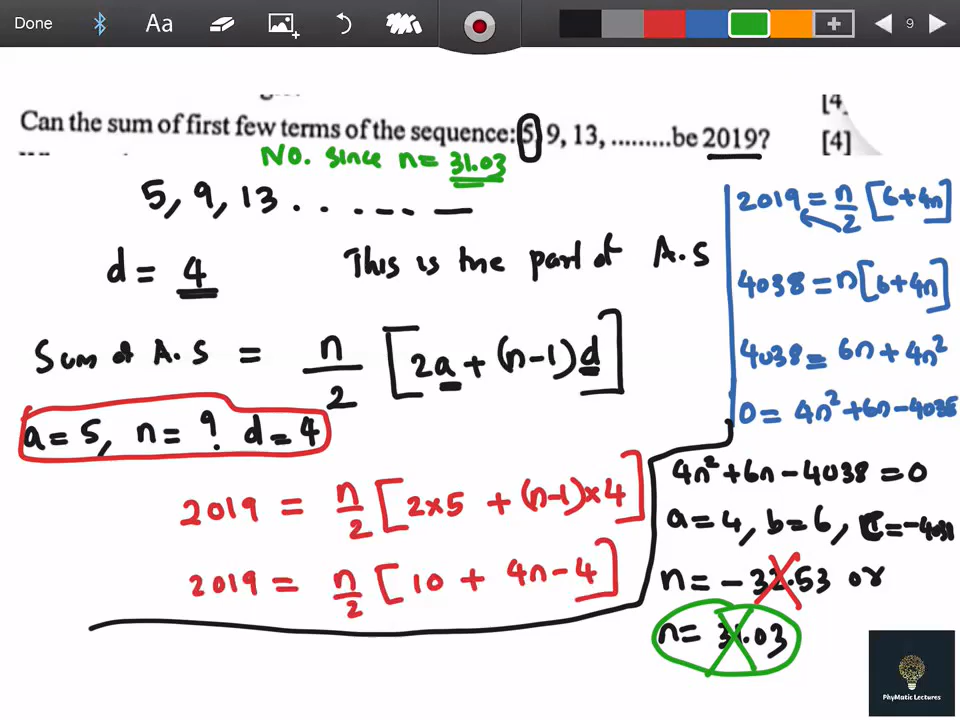 Done Aa 9
[4
Can the sum of first few terms of the sequence: 5, 9, 13, .........be 2019? [4]
No. since n= 31.03
5, 9, 13 . . . . . . .
d = 4 This is the part of A.S
Sum of A.S = n/2 [2a + (n-1)d]
a=5, n= ? d=4
2019 = n/2 [2×5 + (n-1)×4]
2019 = n/2 [10 + 4n-4]
2019 = n/2 [6+4n]
4038 = n[6+4n]
4038 = 6n + 4n²
0 = 4n²+6n-4038
4n²+6n-4038 =0
a=4, b=6, c=-4038
n= -32.53 or
n= 31.03
PhyMatic Lectures